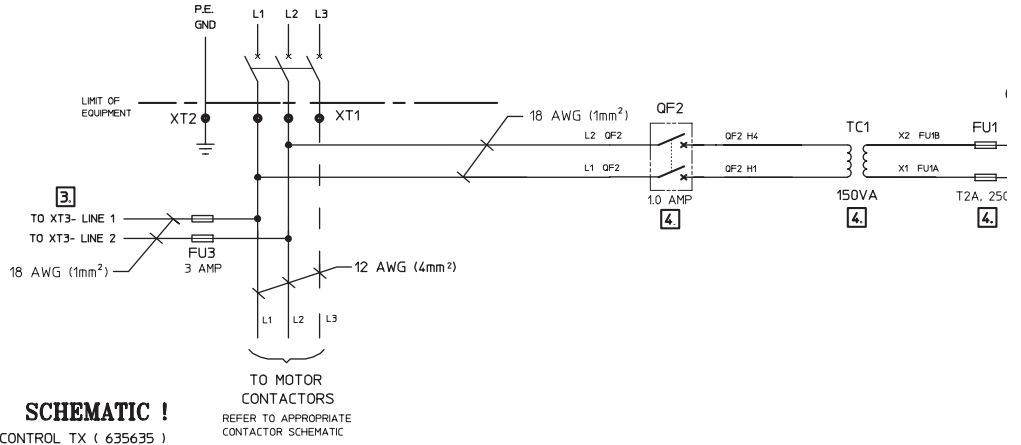 P.E.
GND
L1 L2 L3
LIMIT OF
EQUIPMENT
XT2
XT1
18 AWG (1mm²)
L2 QF2
L1 QF2
QF2
1.0 AMP
4.
QF2 H4
QF2 H1
TC1
150VA
4.
X2 FU1B
X1 FU1A
FU1
T2A, 250
4.
3.
TO XT3- LINE 1
TO XT3- LINE 2
FU3
3 AMP
18 AWG (1mm²)
12 AWG (4mm²)
L1 L2 L3
TO MOTOR
CONTACTORS
REFER TO APPROPRIATE
CONTACTOR SCHEMATIC
SCHEMATIC !
CONTROL TX ( 635635 )